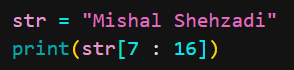 str = "Mishal Shehzadi"
print(str[7 : 16])